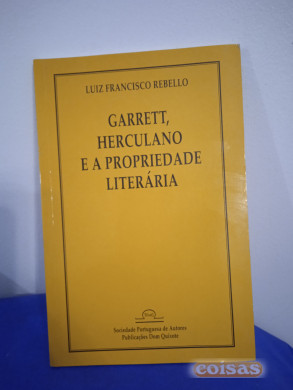 LUIZ FRANCISCO REBELLO
GARRETT,
HERCULANO
E A PROPRIEDADE
LITERÁRIA
Sociedade Portuguesa de Autores
Publicações Dom Quixote
coisas